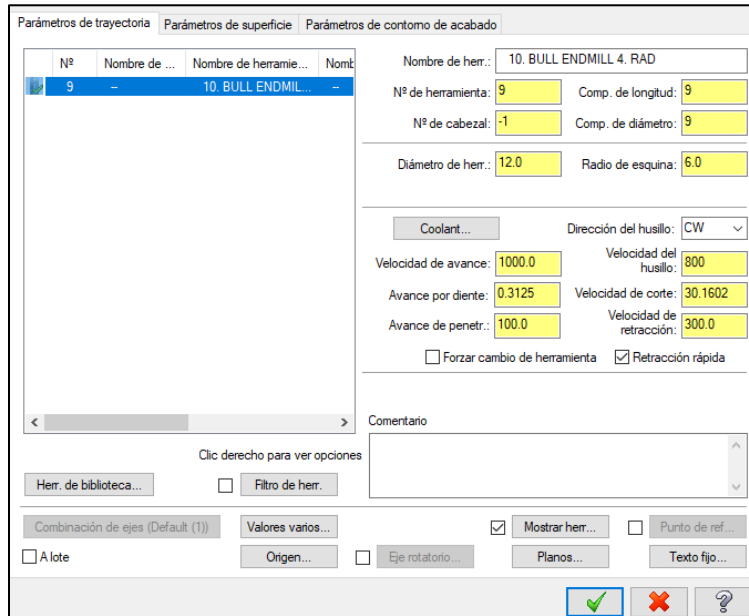 Parámetros de trayectoria Parámetros de superficie Parámetros de contorno de acabado
Nº Nombre de ... Nombre de herramie... Nomb
9 -- 10. BULL ENDMIL... --
Nombre de herr.: 10. BULL ENDMILL 4. RAD
Nº de herramienta: 9 Comp. de longitud: 9
Nº de cabezal: -1 Comp. de diámetro: 9
Diámetro de herr.: 12.0 Radio de esquina: 6.0
Coolant... Dirección del husillo: CW
Velocidad de avance: 1000.0 Velocidad del husillo: 800
Avance por diente: 0.3125 Velocidad de corte: 30.1602
Avance de penetr.: 100.0 Velocidad de retracción: 300.0
Forzar cambio de herramienta Retracción rápida
Comentario
Clic derecho para ver opciones
Herr. de biblioteca... Filtro de herr.
Combinación de ejes (Default (1)) Valores varios... Mostrar herr... Punto de ref...
A lote Origen... Eje rotatorio... Planos... Texto fijo...